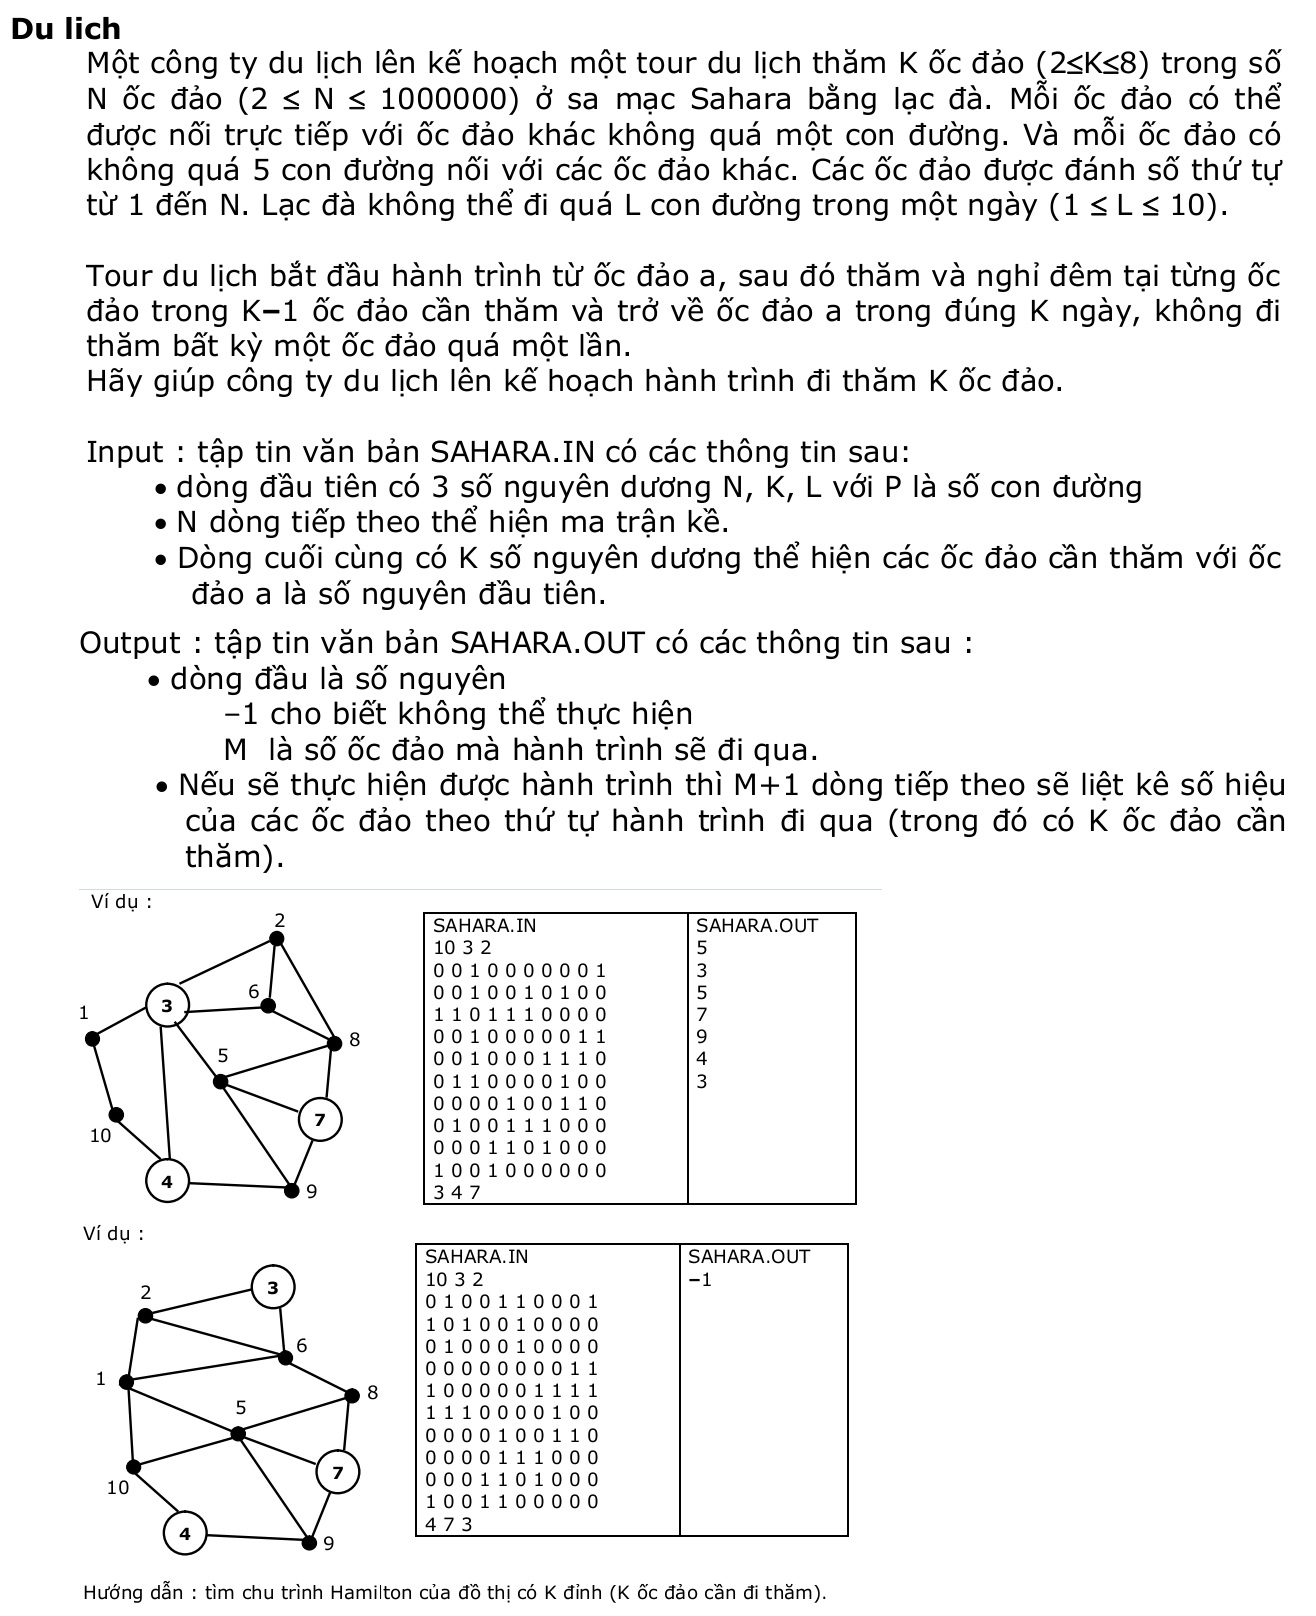 Du lich
Một công ty du lịch lên kế hoạch một tour du lịch thăm K ốc đảo (2≤K≤8) trong số
N ốc đảo (2 ≤ N ≤ 1000000) ở sa mạc Sahara bằng lạc đà. Mỗi ốc đảo có thể
được nối trực tiếp với ốc đảo khác không quá một con đường. Và mỗi ốc đảo có
không quá 5 con đường nối với các ốc đảo khác. Các ốc đảo được đánh số thứ tự
từ 1 đến N. Lạc đà không thể đi quá L con đường trong một ngày (1 ≤ L ≤ 10).
Tour du lịch bắt đầu hành trình từ ốc đảo a, sau đó thăm và nghỉ đêm tại từng ốc
đảo trong K−1 ốc đảo cần thăm và trở về ốc đảo a trong đúng K ngày, không đi
thăm bất kỳ một ốc đảo quá một lần.
Hãy giúp công ty du lịch lên kế hoạch hành trình đi thăm K ốc đảo.
Input : tập tin văn bản SAHARA.IN có các thông tin sau:
• dòng đầu tiên có 3 số nguyên dương N, K, L với P là số con đường
• N dòng tiếp theo thể hiện ma trận kề.
• Dòng cuối cùng có K số nguyên dương thể hiện các ốc đảo cần thăm với ốc
đảo a là số nguyên đầu tiên.
Output : tập tin văn bản SAHARA.OUT có các thông tin sau :
• dòng đầu là số nguyên
−1 cho biết không thể thực hiện
M là số ốc đảo mà hành trình sẽ đi qua.
• Nếu sẽ thực hiện được hành trình thì M+1 dòng tiếp theo sẽ liệt kê số hiệu
của các ốc đảo theo thứ tự hành trình đi qua (trong đó có K ốc đảo cần
thăm).
Ví dụ :
2
6
3
1
8
5
7
10
4
9
SAHARA.IN
10 3 2
0 0 1 0 0 0 0 0 0 1
0 0 1 0 0 1 0 1 0 0
1 1 0 1 1 1 0 0 0 0
0 0 1 0 0 0 0 0 1 1
0 0 1 0 0 0 1 1 1 0
0 1 1 0 0 0 0 1 0 0
0 0 0 0 1 0 0 1 1 0
0 1 0 0 1 1 1 0 0 0
0 0 0 1 1 0 1 0 0 0
1 0 0 1 0 0 0 0 0 0
3 4 7
SAHARA.OUT
5
3
5
7
9
4
3
Ví dụ :
2
3
6
1
8
5
7
10
4
9
SAHARA.IN
10 3 2
0 1 0 0 1 1 0 0 0 1
1 0 1 0 0 1 0 0 0 0
0 1 0 0 0 1 0 0 0 0
0 0 0 0 0 0 0 0 1 1
1 0 0 0 0 0 1 1 1 1
1 1 1 0 0 0 0 1 0 0
0 0 0 0 1 0 0 1 1 0
0 0 0 0 1 1 1 0 0 0
0 0 0 1 1 0 1 0 0 0
1 0 0 1 1 0 0 0 0 0
4 7 3
SAHARA.OUT
−1
Hướng dẫn : tìm chu trình Hamilton của đồ thị có K đỉnh (K ốc đảo cần đi thăm).